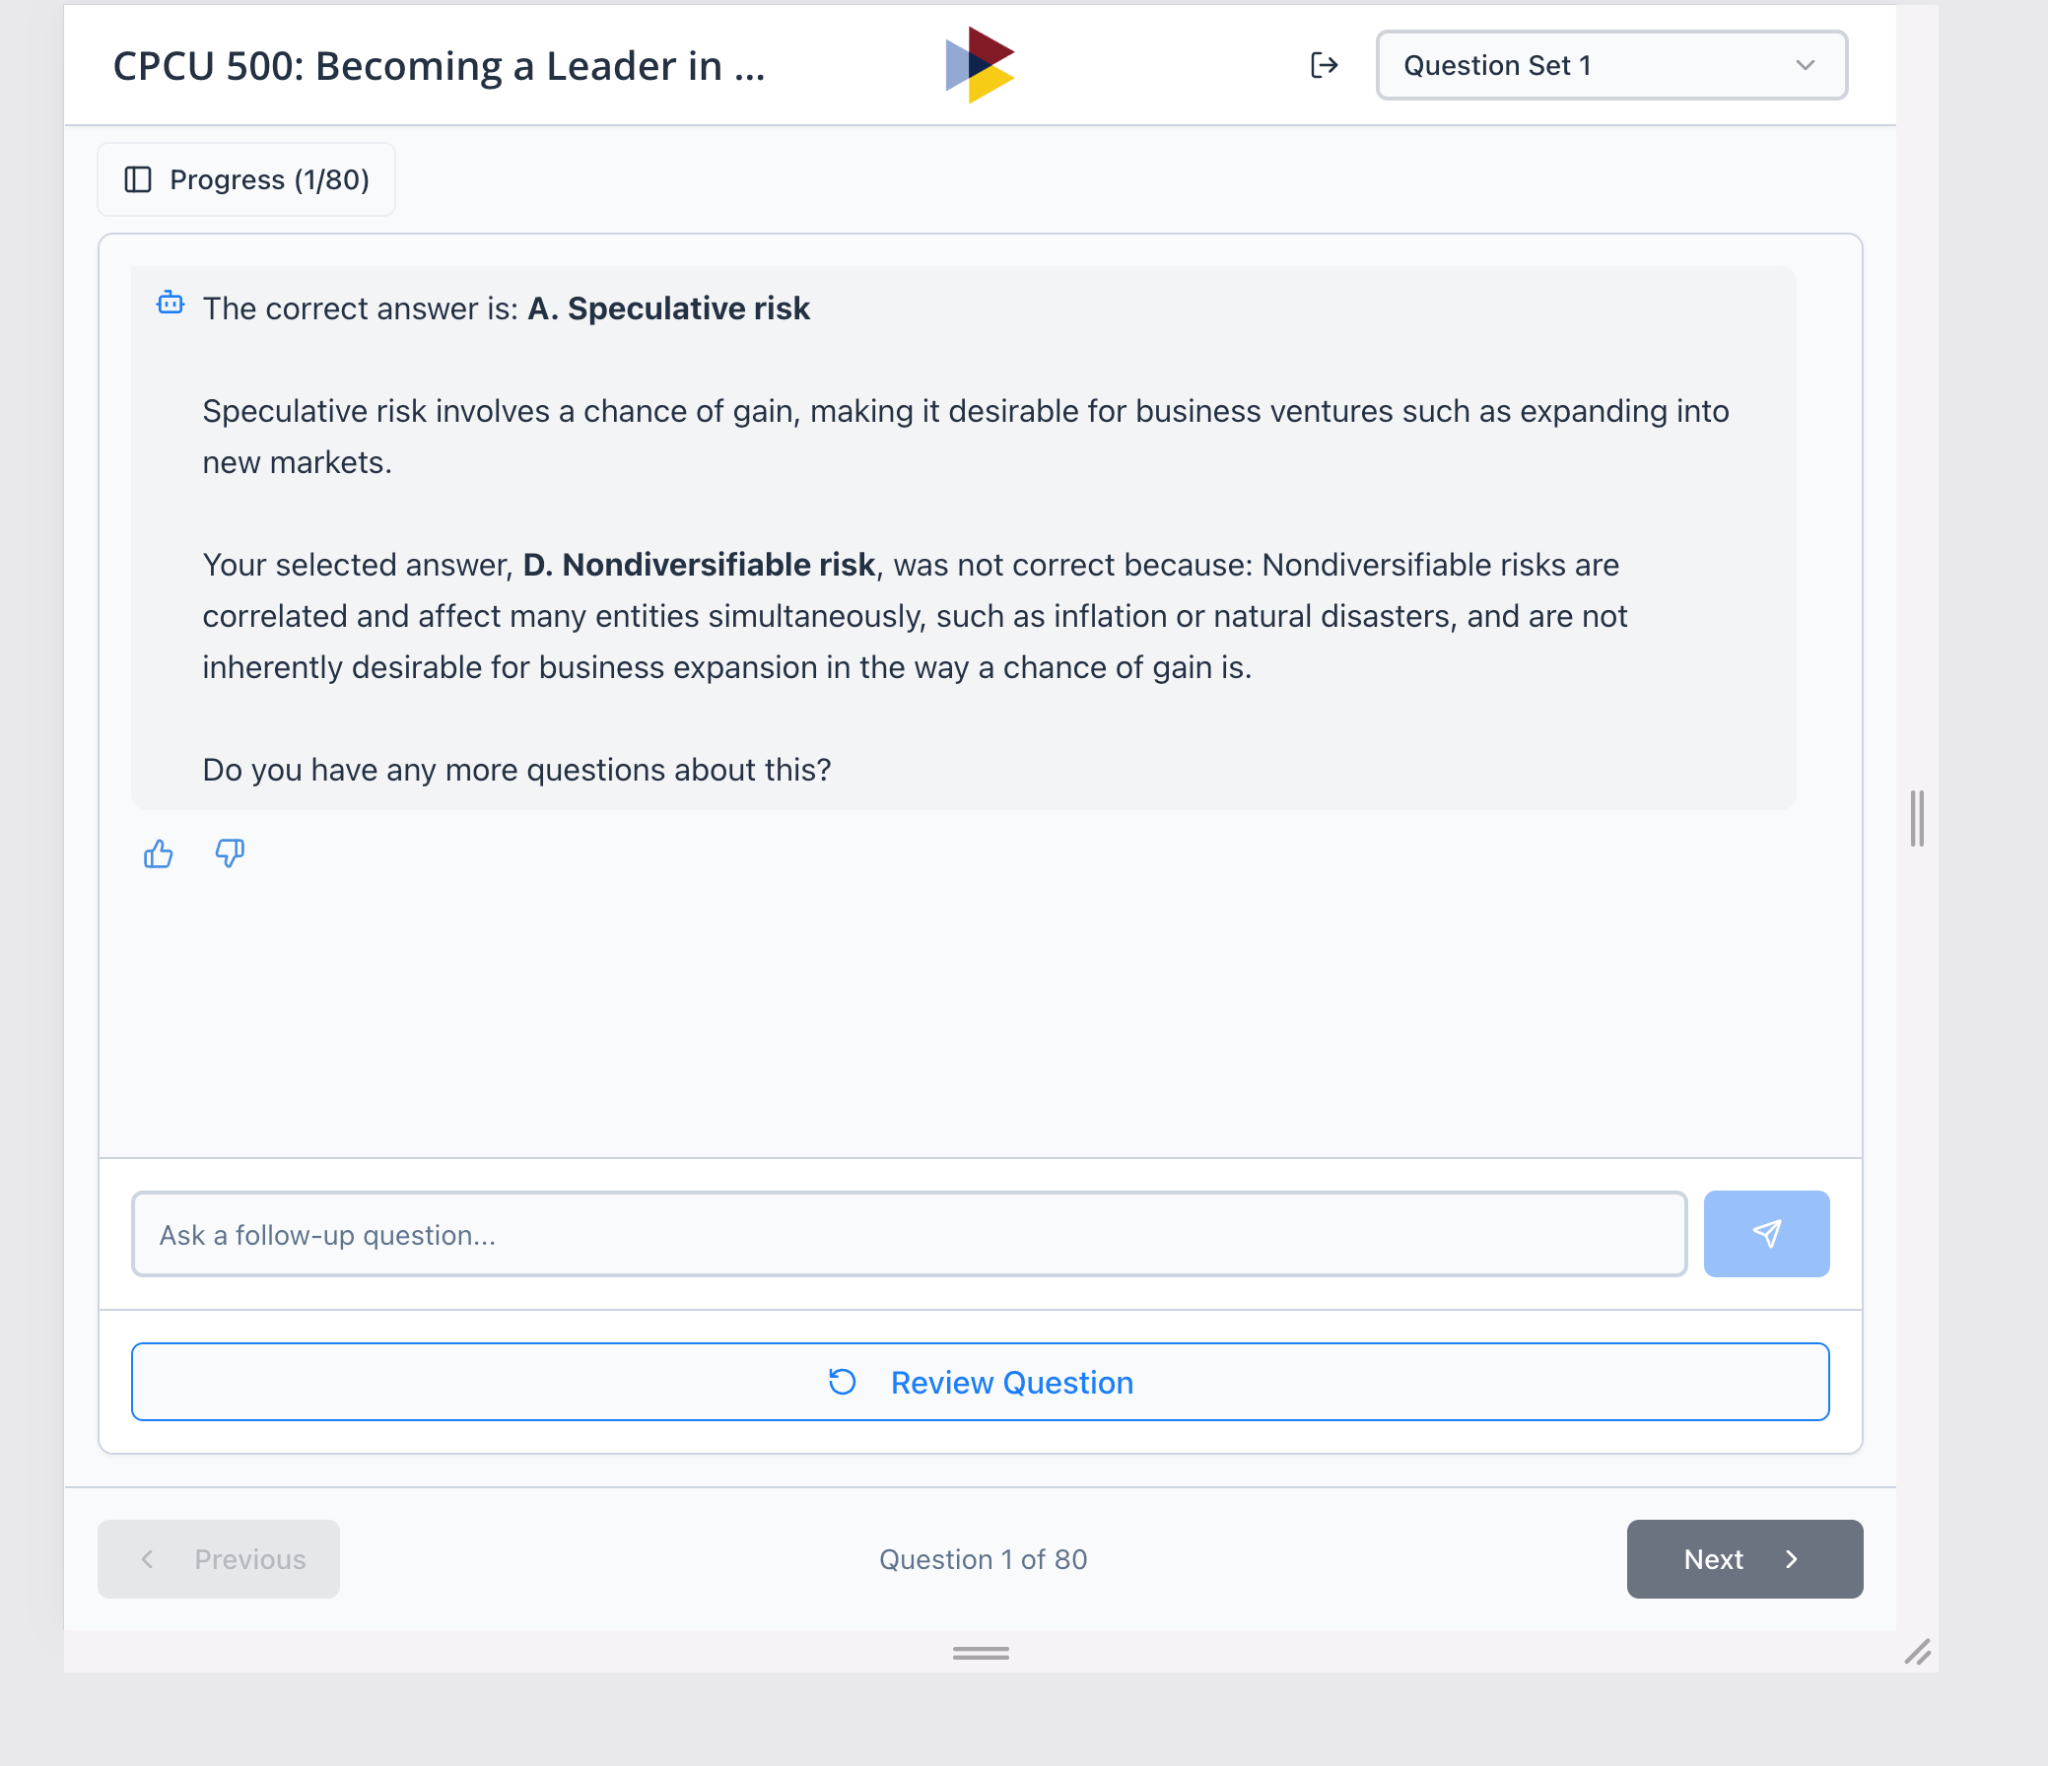 CPCU 500: Becoming a Leader in ...
Question Set 1
Progress (1/80)
The correct answer is: A. Speculative risk
Speculative risk involves a chance of gain, making it desirable for business ventures such as expanding into
new markets.
Your selected answer, D. Nondiversifiable risk, was not correct because: Nondiversifiable risks are
correlated and affect many entities simultaneously, such as inflation or natural disasters, and are not
inherently desirable for business expansion in the way a chance of gain is.
Do you have any more questions about this?
Ask a follow-up question...
Review Question
Previous
Question 1 of 80
Next